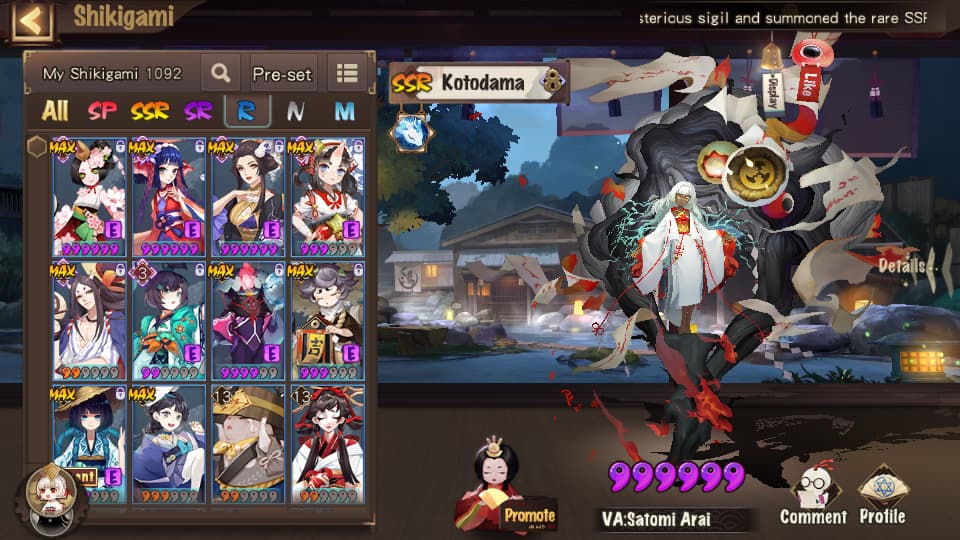 Shikigami
sterious sigil and summoned the rare SSR
My Shikigami 1092
Pre-set
All SP SSR SR R N M
SSR Kotodama
Display
Like
MAX MAX MAX MAX
E E E E
MAX 3 MAX MAX
E E E
吉
MAX MAX 13 13
E
Details
Promote
VA:Satomi Arai
Comment
Profile